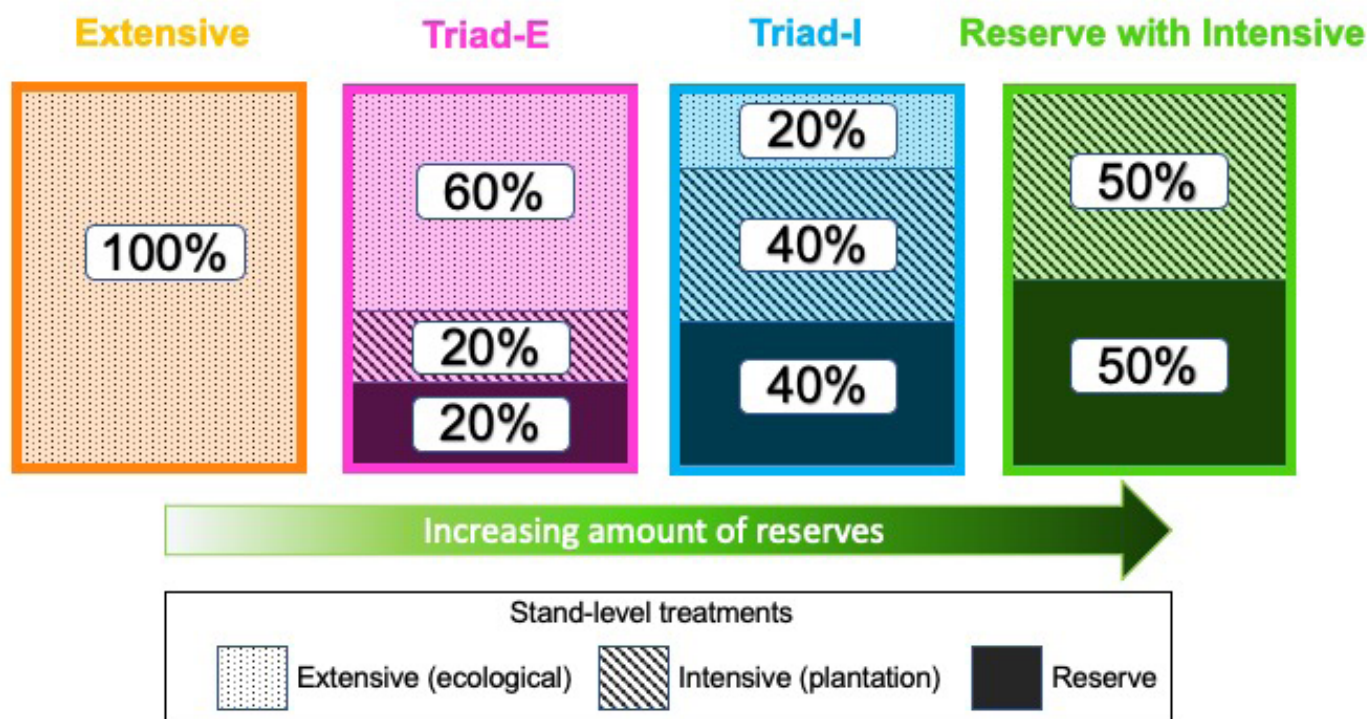 Extensive
Triad-E
Triad-I
Reserve with Intensive
100%
60%
20%
20%
20%
40%
40%
50%
50%
Increasing amount of reserves
Stand-level treatments
Extensive (ecological)
Intensive (plantation)
Reserve